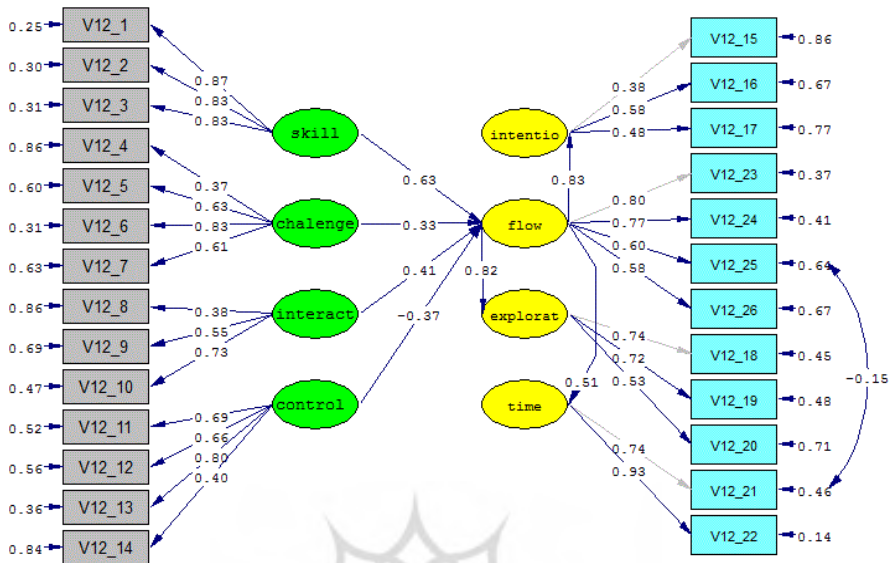 0.25 V12_1
0.30 V12_2
0.31 V12_3
0.86 V12_4
0.60 V12_5
0.31 V12_6
0.63 V12_7
0.86 V12_8
0.69 V12_9
0.47 V12_10
0.52 V12_11
0.56 V12_12
0.36 V12_13
0.84 V12_14
0.87
0.83
0.83
0.37
0.63
0.83
0.61
0.38
0.55
0.73
0.69
0.66
0.80
0.40
skill
chalenge
interact
control
0.63
0.33
0.41
-0.37
intentio
flow
explorat
time
0.83
0.82
0.51
0.38
0.58
0.48
0.80
0.77
0.60
0.58
0.74
0.72
0.53
0.74
0.93
V12_15 0.86
V12_16 0.67
V12_17 0.77
V12_23 0.37
V12_24 0.41
V12_25 0.64
V12_26 0.67
V12_18 0.45
V12_19 0.48
V12_20 0.71
V12_21 0.46
V12_22 0.14
-0.15